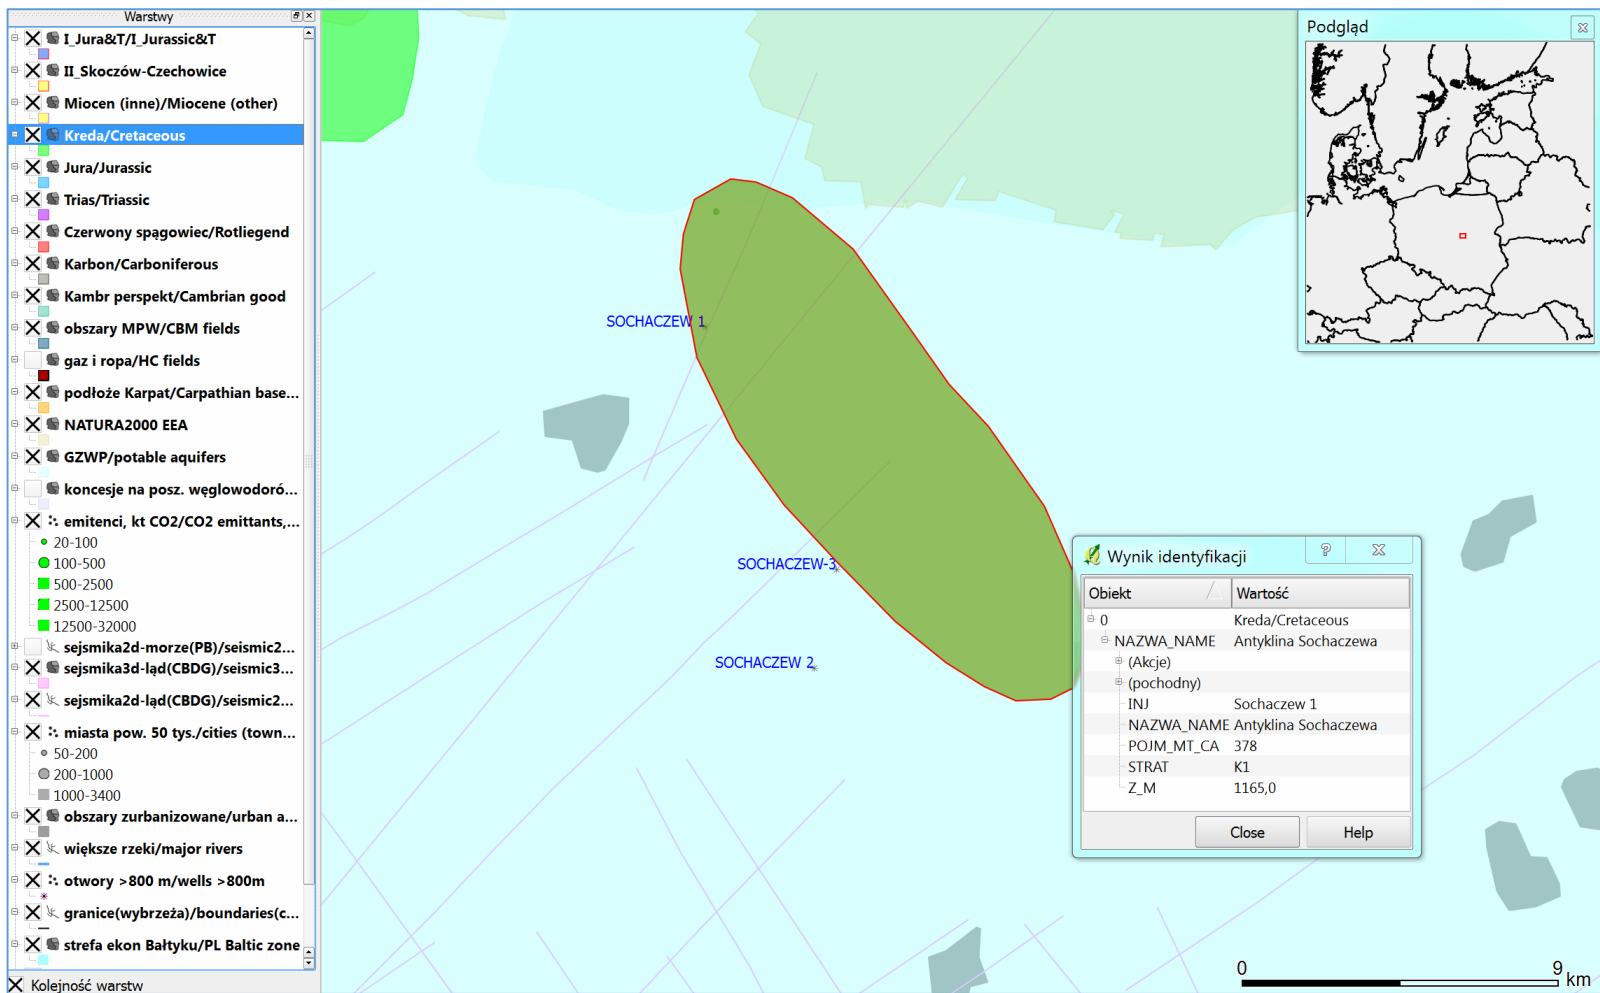 Warstwy
I_Jura&T/I_Jurassic&T
II_Skoczów-Czechowice
Miocen (inne)/Miocene (other)
Kreda/Cretaceous
Jura/Jurassic
Trias/Triassic
Czerwony spągowiec/Rotliegend
Karbon/Carboniferous
Kambr perspekt/Cambrian good
obszary MPW/CBM fields
gaz i ropa/HC fields
podłoże Karpat/Carpathian base...
NATURA2000 EEA
GZWP/potable aquifers
koncesje na posz. węglowodoró...
emitenci, kt CO2/CO2 emittants,...
20-100
100-500
500-2500
2500-12500
12500-32000
sejsmika2d-morze(PB)/seismic2...
sejsmika3d-ląd(CBDG)/seismic3...
sejsmika2d-ląd(CBDG)/seismic2...
miasta pow. 50 tys./cities (town...
50-200
200-1000
1000-3400
obszary zurbanizowane/urban a...
większe rzeki/major rivers
otwory >800 m/wells >800m
granice(wybrzeża)/boundaries(c...
strefa ekon Bałtyku/PL Baltic zone
Kolejność warstw
SOCHACZEW 1
SOCHACZEW-3
SOCHACZEW 2
Podgląd
Wynik identyfikacji
?
Obiekt Wartość
0 Kreda/Cretaceous
NAZWA_NAME Antyklina Sochaczewa
(Akcje)
(pochodny)
INJ Sochaczew 1
NAZWA_NAME Antyklina Sochaczewa
POJM_MT_CA 378
STRAT K1
Z_M 1165,0
Close Help
0 9
km